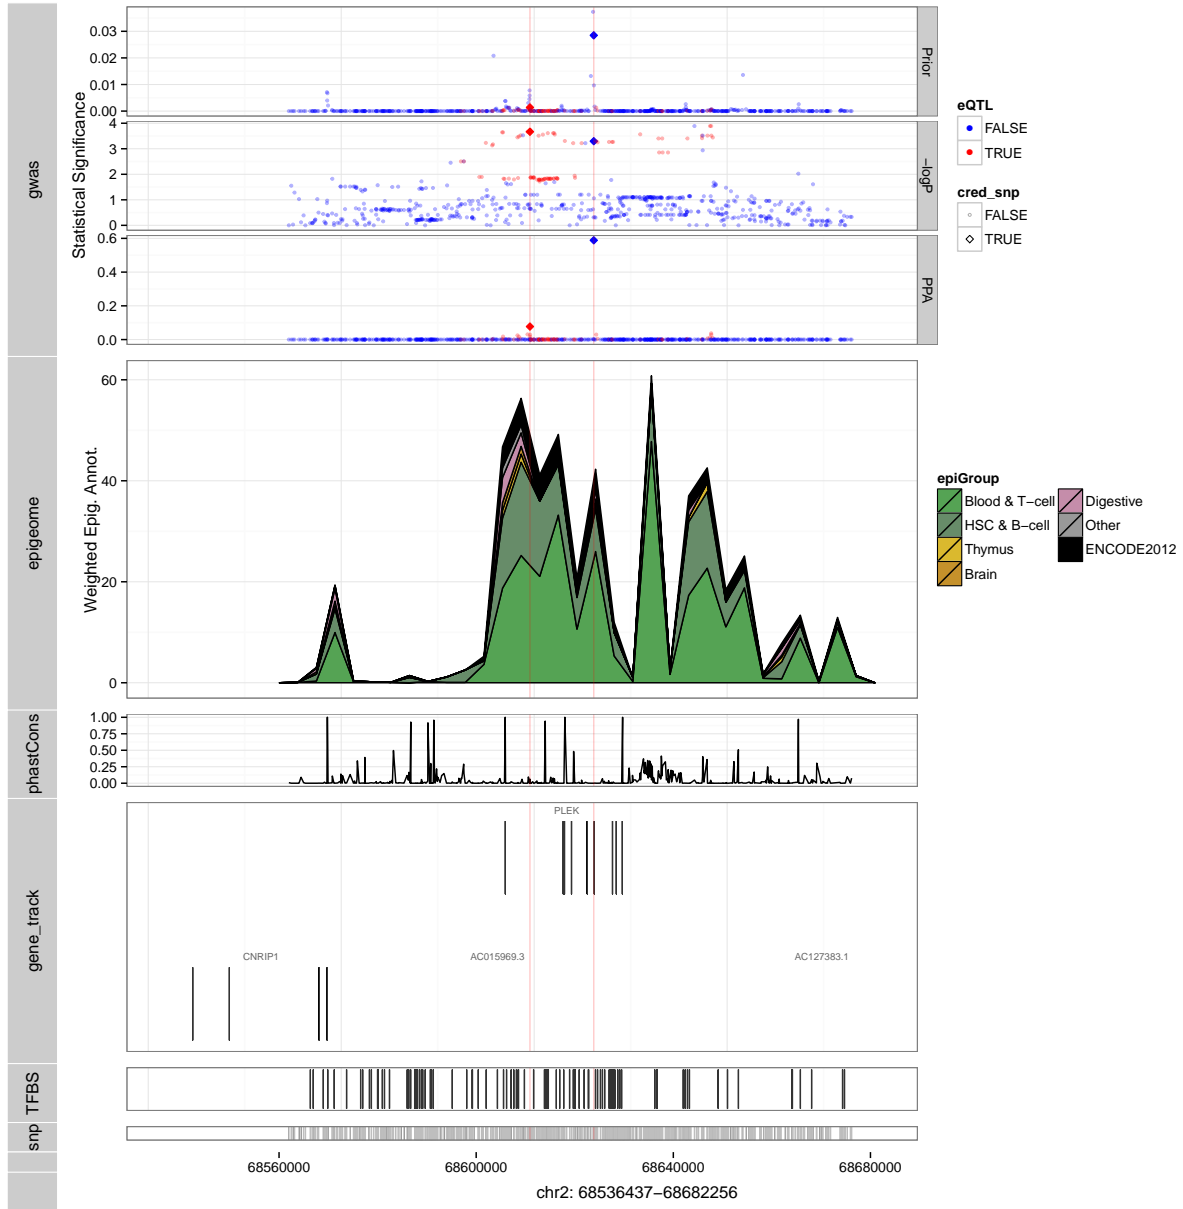 gwas
Statistical Significance
0.03
0.02
0.01
0.00
Prior
4
3
2
1
0
-logP
0.6
0.4
0.2
0.0
PPA
eQTL
FALSE
TRUE
cred_snp
FALSE
TRUE
epigeome
Weighted Epig. Annot.
60
40
20
0
epiGroup
Blood & T-cell
HSC & B-cell
Thymus
Brain
Digestive
Other
ENCODE2012
phastCons
1.00
0.75
0.50
0.25
0.00
gene_track
PLEK
CNRIP1
AC015969.3
AC127383.1
TFBS
snp
68560000
68600000
68640000
68680000
chr2: 68536437-68682256